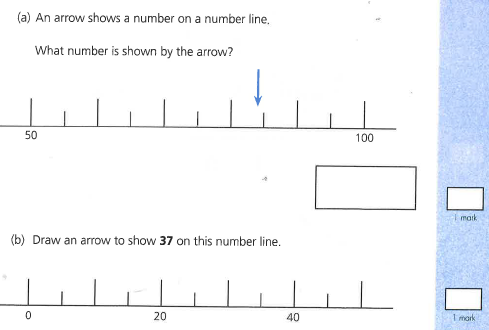 (a) An arrow shows a number on a number line.
What number is shown by the arrow?
50 100
1 mark
(b) Draw an arrow to show 37 on this number line.
0 20 40
1 mark